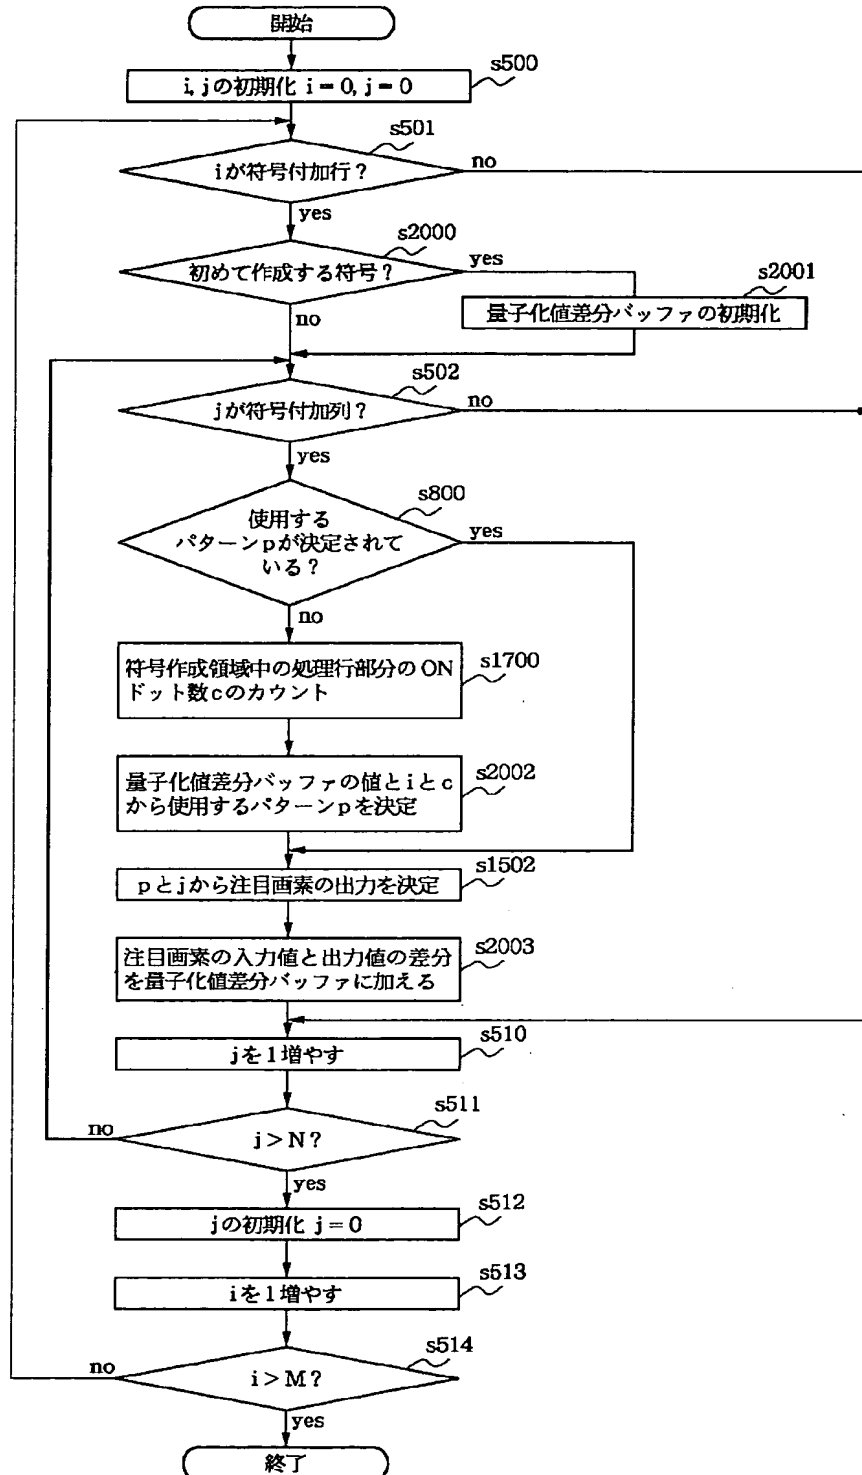 開始
s500
i,jの初期化 i=0, j=0
s501
iが符号付加行?
no
yes
s2000
初めて作成する符号?
yes
s2001
量子化値差分バッファの初期化
no
s502
jが符号付加列?
no
yes
s800
使用する
パターンpが決定されて
いる?
yes
no
s1700
符号作成領域中の処理行部分のON
ドット数cのカウント
s2002
量子化値差分バッファの値とiとc
から使用するパターンpを決定
s1502
pとjから注目画素の出力を決定
s2003
注目画素の入力値と出力値の差分
を量子化値差分バッファに加える
s510
jを1増やす
s511
j>N?
no
yes
s512
jの初期化 j=0
s513
iを1増やす
s514
i>M?
no
yes
終了